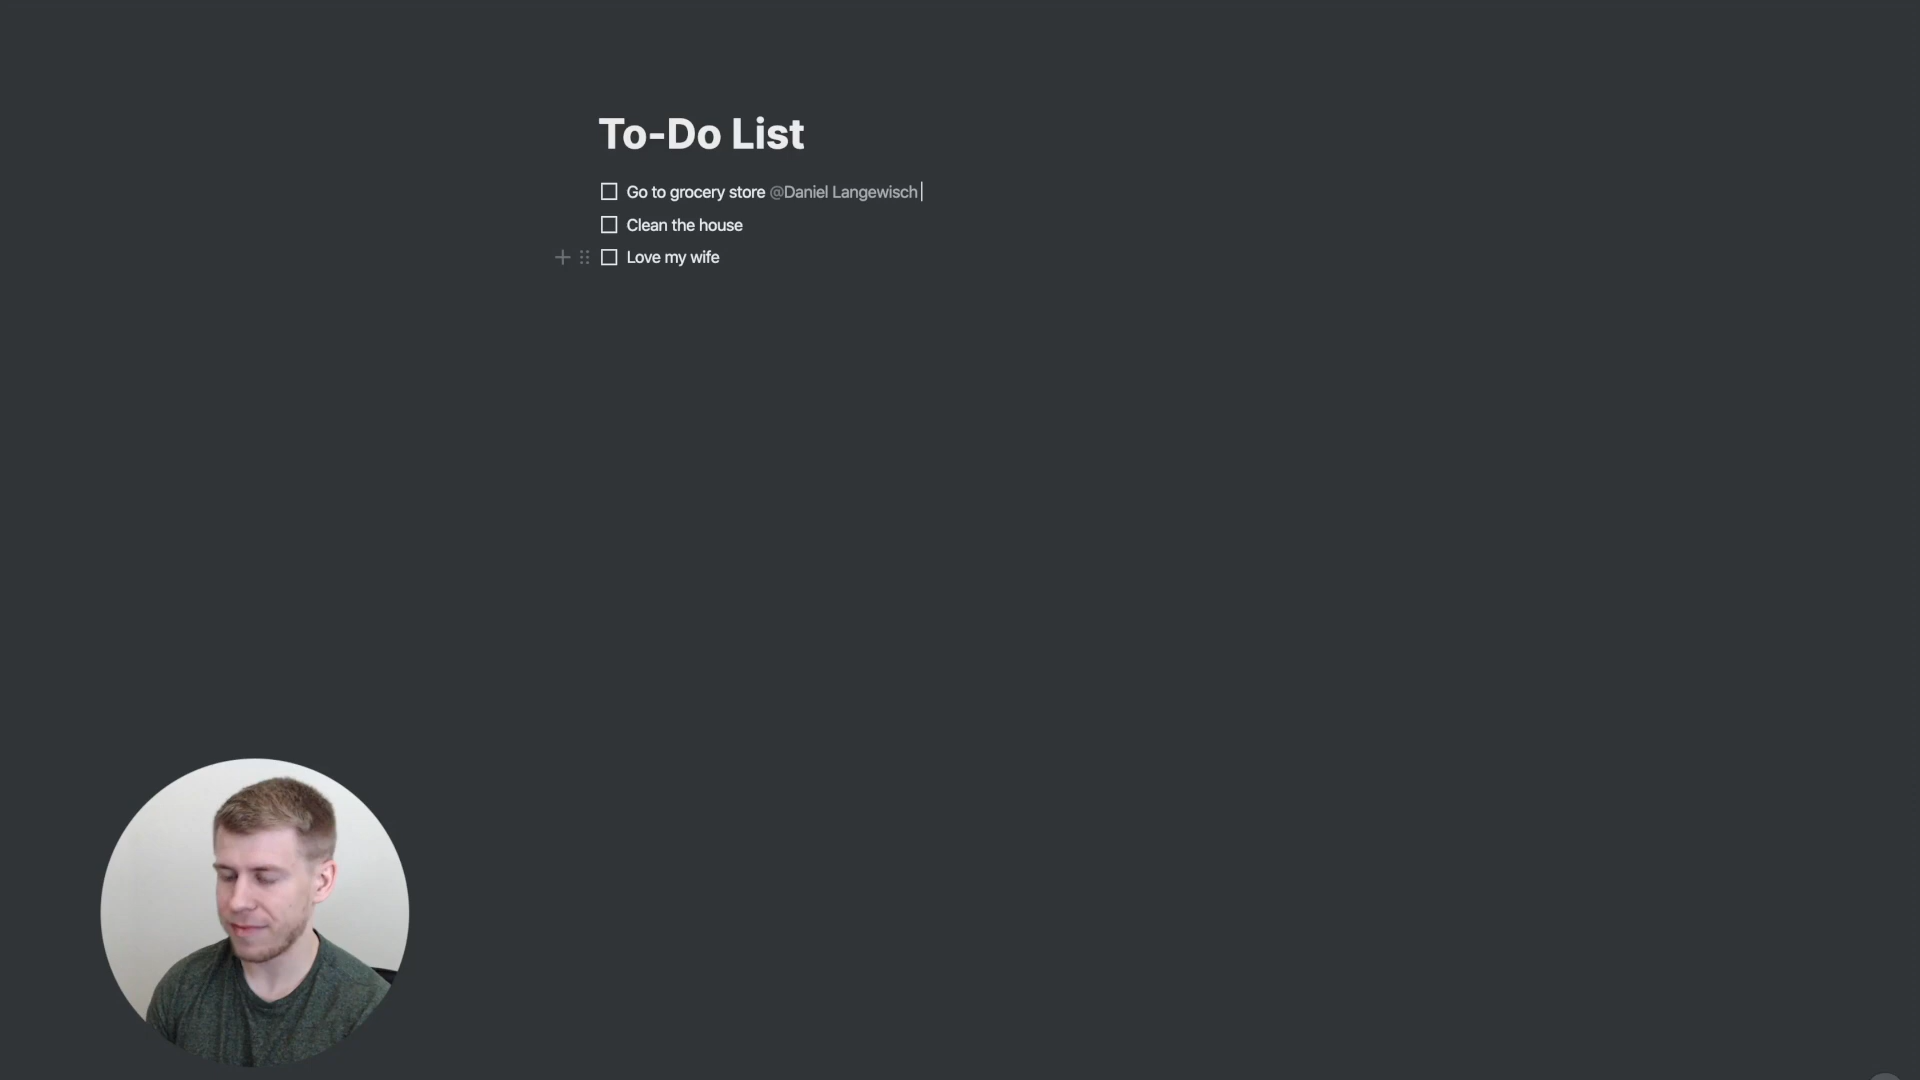 To-Do List
Go to grocery store @Daniel Langewisch
Clean the house
Love my wife